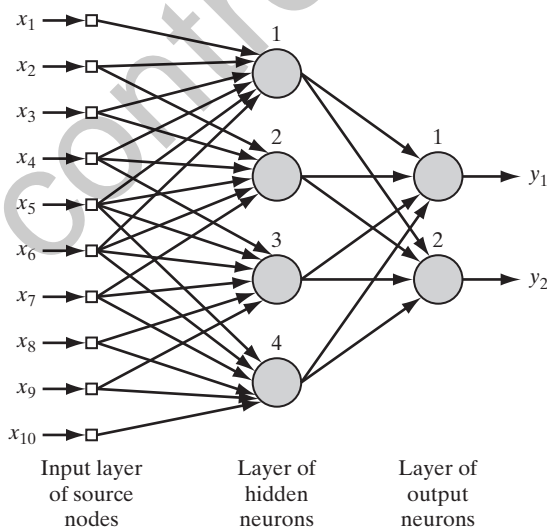 contr
x1
x2
x3
x4
x5
x6
x7
x8
x9
x10
1
2
3
4
1
2
y1
y2
Input layer
of source
nodes
Layer of
hidden
neurons
Layer of
output
neurons